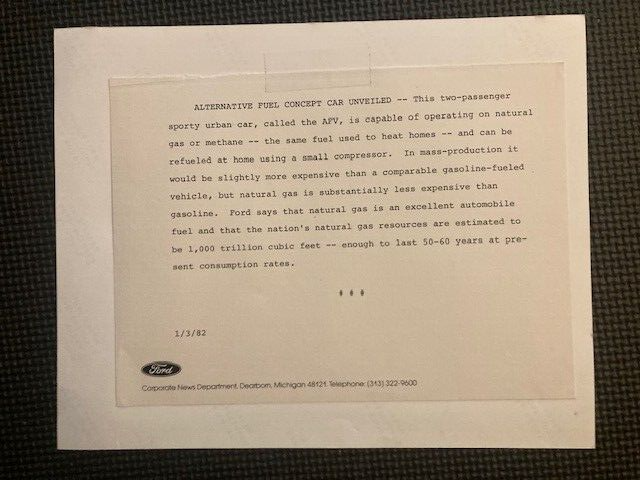 ALTERNATIVE FUEL CONCEPT CAR UNVEILED -- This two-passenger
sporty urban car, called the AFV, is capable of operating on natural
gas or methane -- the same fuel used to heat homes -- and can be
refueled at home using a small compressor.  In mass-production it
would be slightly more expensive than a comparable gasoline-fueled
vehicle, but natural gas is substantially less expensive than
gasoline.  Ford says that natural gas is an excellent automobile
fuel and that the nation's natural gas resources are estimated to
be 1,000 trillion cubic feet -- enough to last 50-60 years at pre-
sent consumption rates.
# # #
1/3/82
Ford
Corporate News Department, Dearborn, Michigan 48121. Telephone: (313) 322-9600